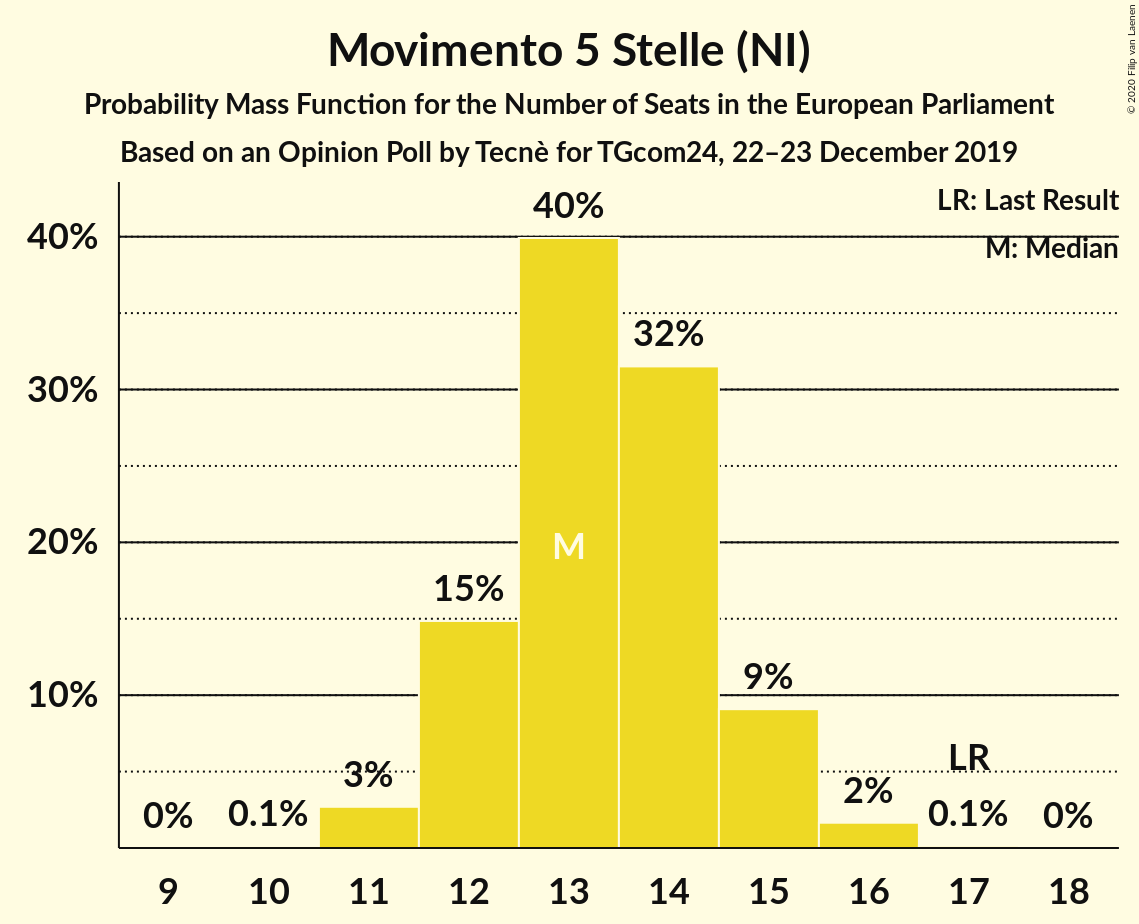 Movimento 5 Stelle (NI)
Probability Mass Function for the Number of Seats in the European Parliament
Based on an Opinion Poll by Tecnè for TGcom24, 22–23 December 2019
© 2020 Filip van Laenen
LR: Last Result
M: Median
40%
30%
20%
10%
0%
0.1%
3%
15%
40%
M
32%
9%
2%
LR
0.1%
0%
9 10 11 12 13 14 15 16 17 18